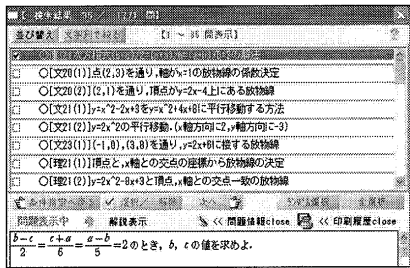 並び替え 文字列で絞る 【1 ~ 35 問表示】
○[文20(1)]点(2,3)を通り,軸がx=1の放物線の係数決定
○[文20(2)](2,1)を通り,頂点がy=2x-4上にある放物線
○[文21(1)]y=x^2-2x+3をy=x^2+4x+6に平行移動する方法
○[文21(2)]y=2x^2の平行移動.(x軸方向に2,y軸方向に-3)
○[文23(1)](-1,0),(3,8)を通り,y=2x+6に接する放物線
○[理21(1)]頂点と,x軸との交点の座標から放物線の決定
○[理21(2)]y=2x^2-8x+3と頂点,x軸との交点一致の放物線
問題表示中 解説表示 << 問題情報close << 印刷履歴close
b-c/2 = c+a/6 = a-b/5 =2のとき, b, cの値を求めよ.